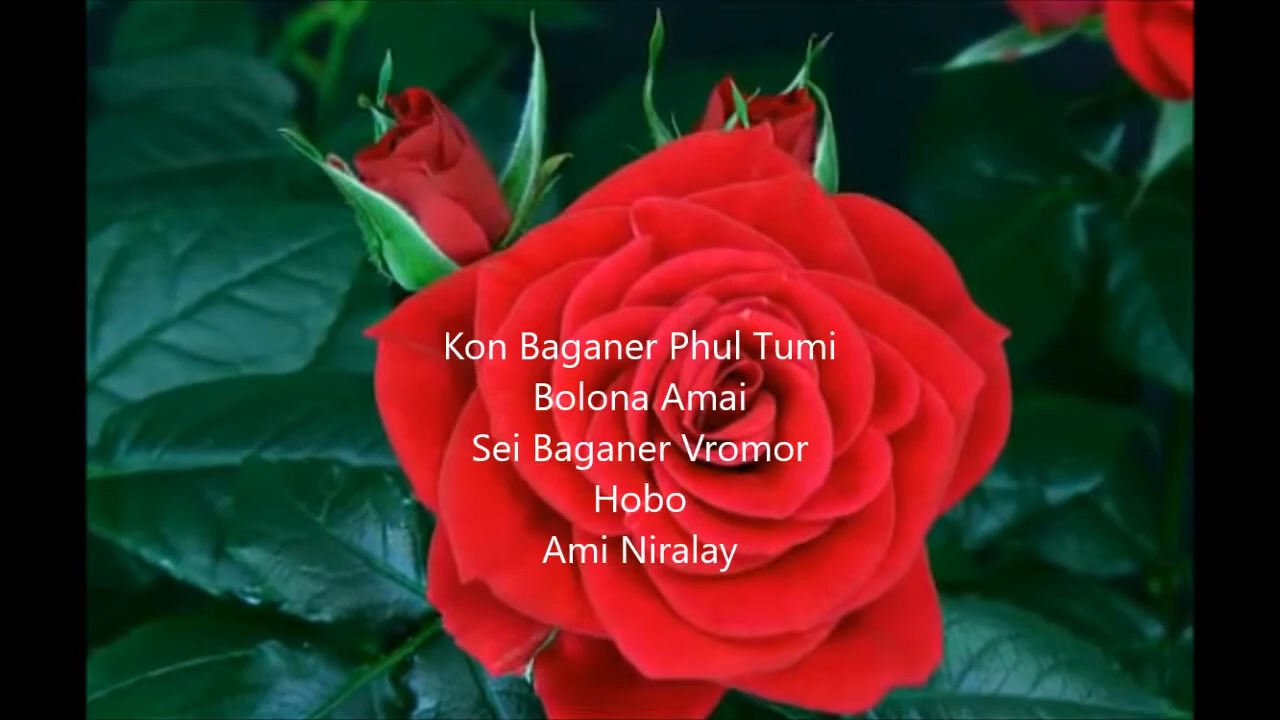 Kon Baganer Phul Tumi
Bolona Amai
Sei Baganer Vromor
Hobo
Ami Niralay